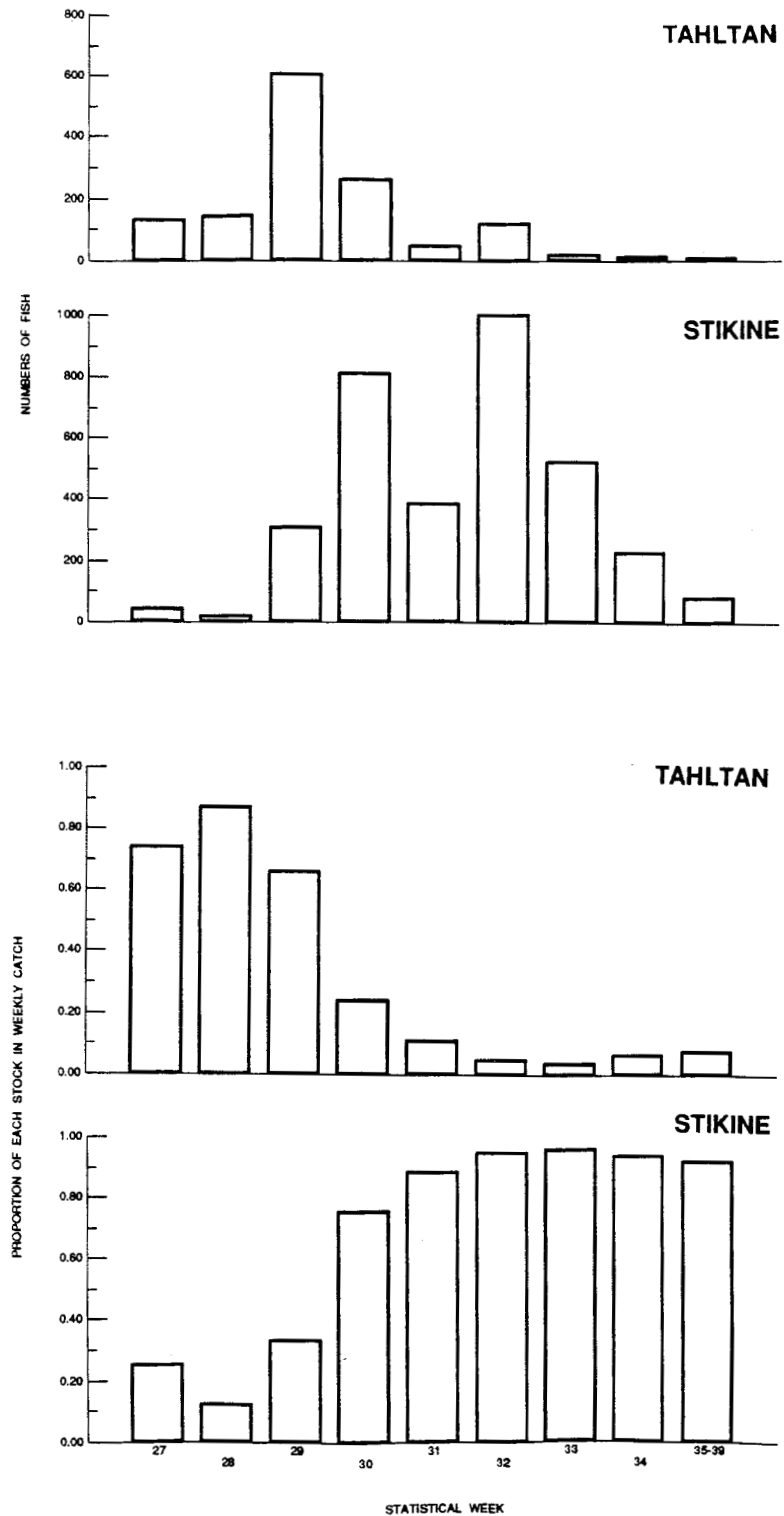 TAHLTAN
800
600
400
200
0
NUMBERS OF FISH
STIKINE
1000
800
600
400
200
0
TAHLTAN
1.00
0.80
0.60
0.40
0.20
0.00
PROPORTION OF EACH STOCK IN WEEKLY CATCH
STIKINE
1.00
0.80
0.60
0.40
0.20
0.00
27 28 29 30 31 32 33 34 35-39
STATISTICAL WEEK